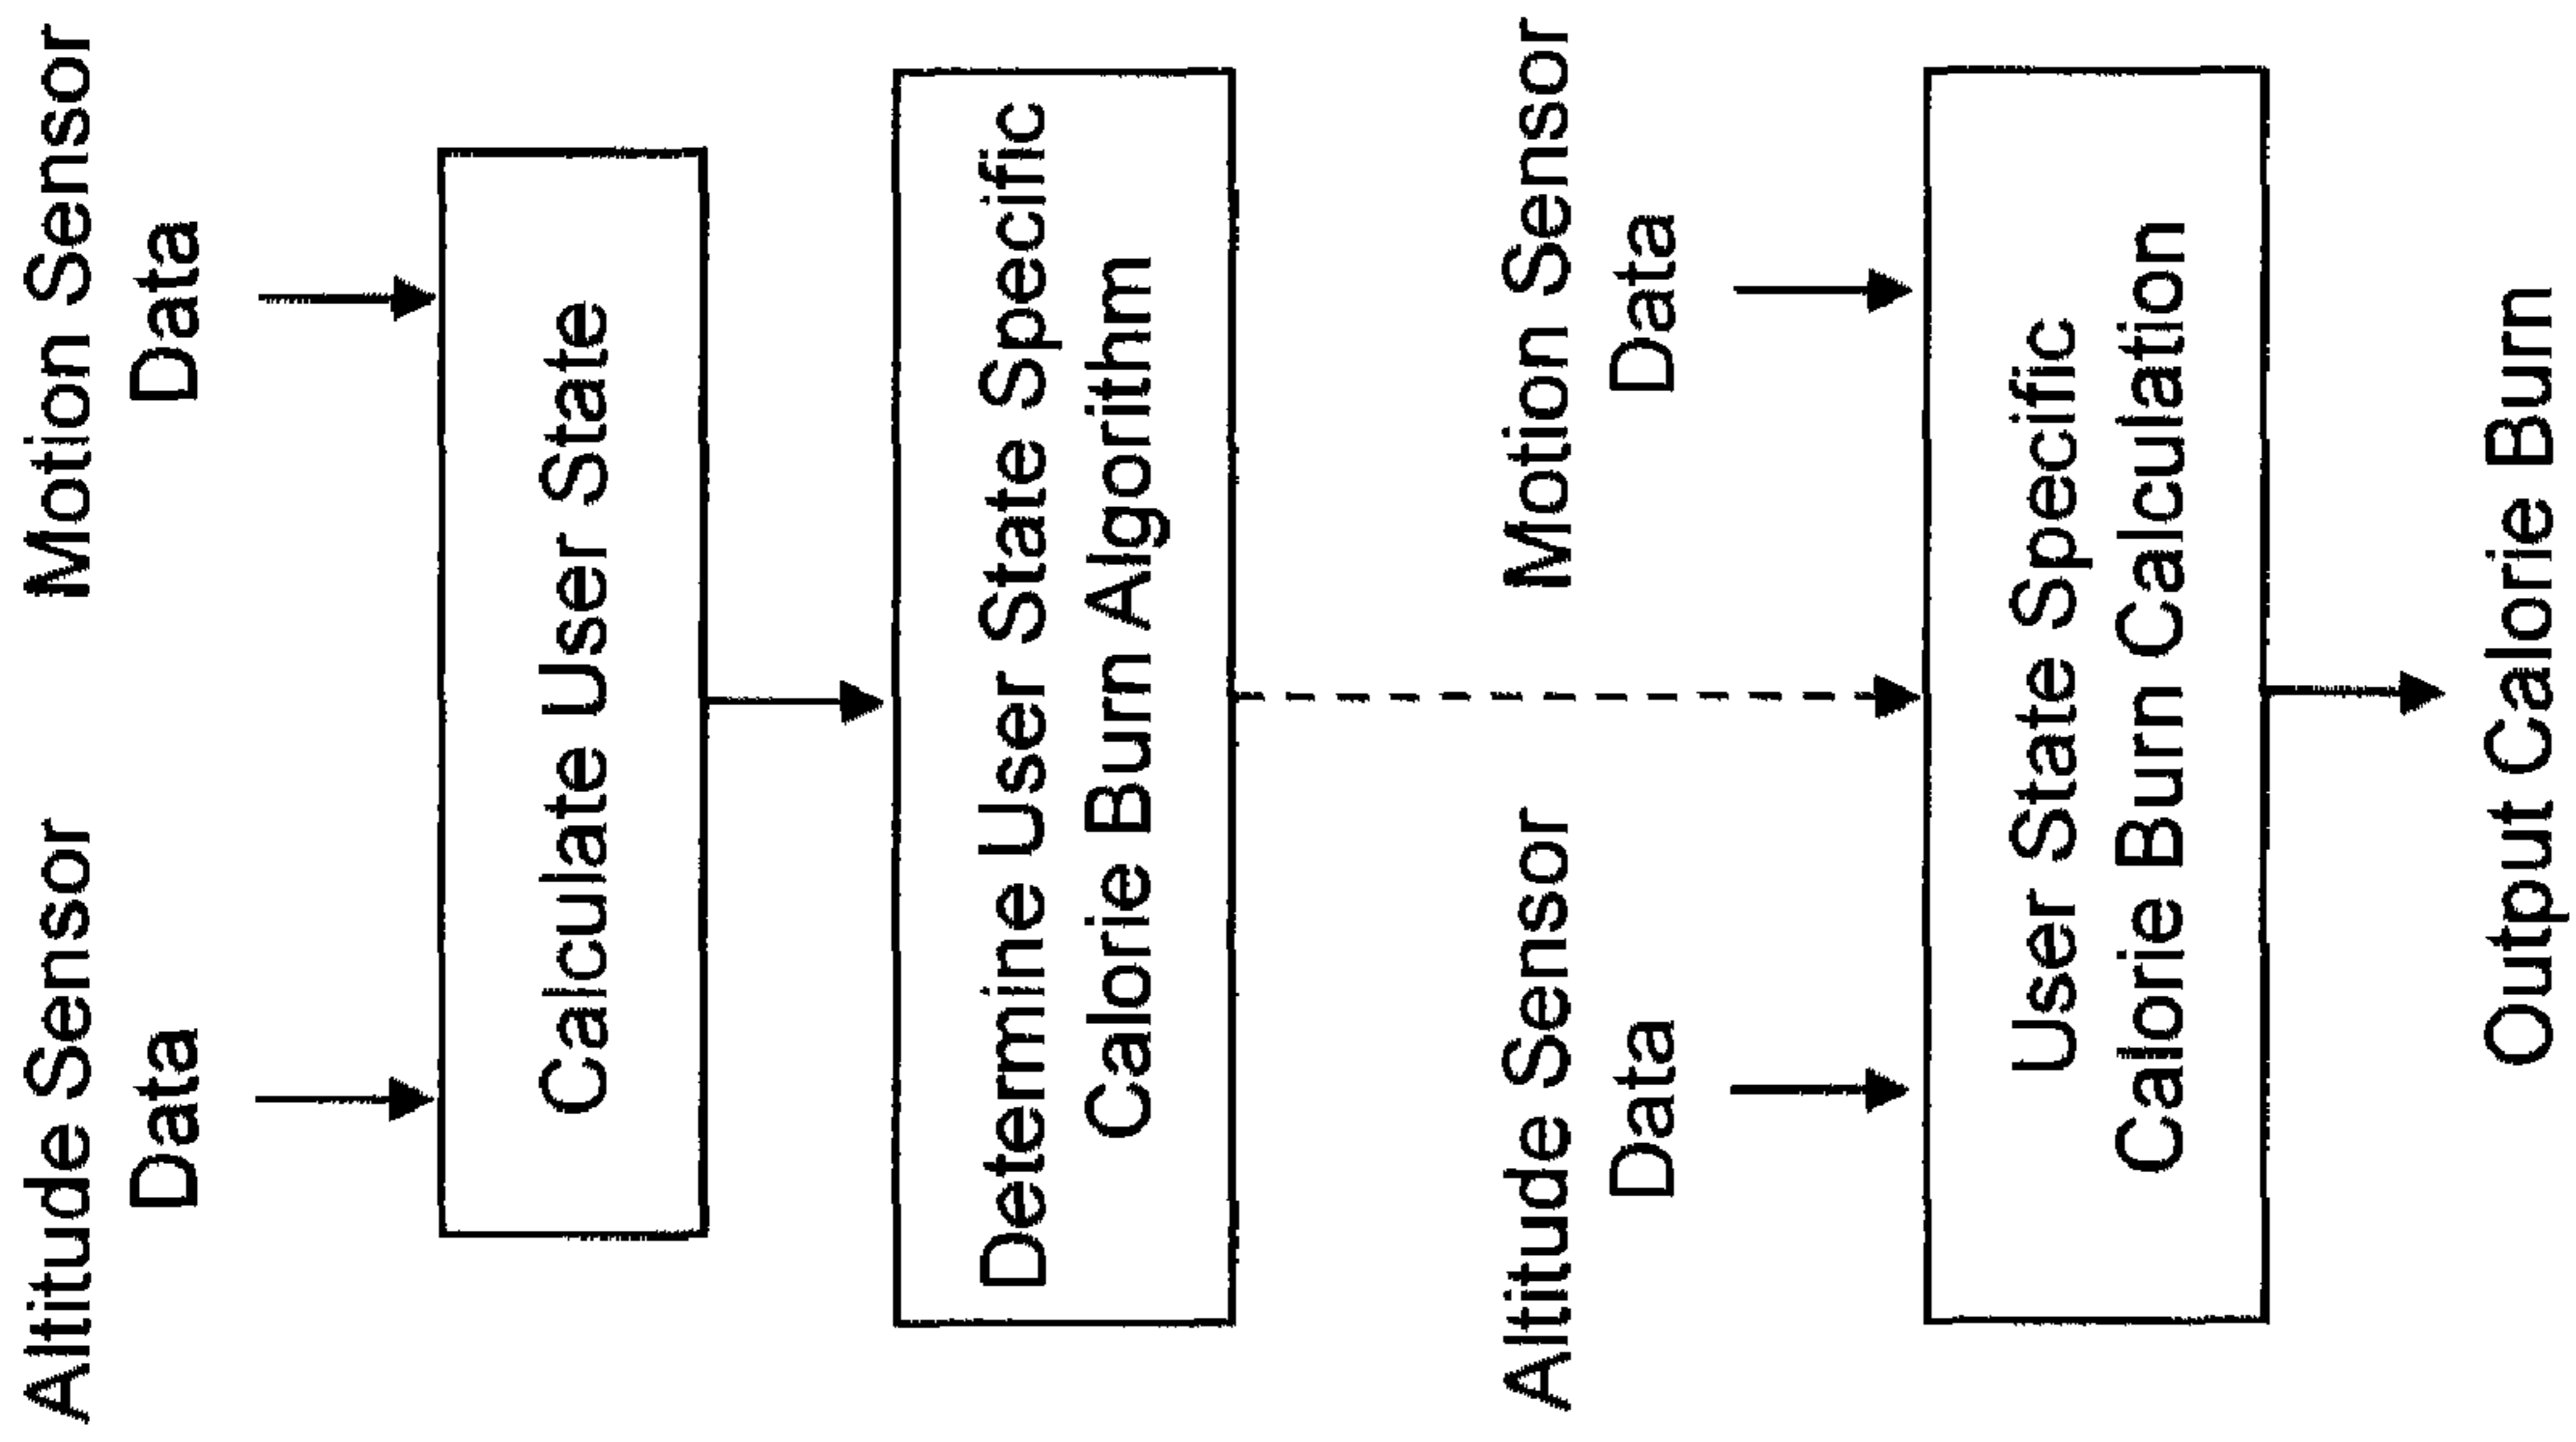 Altitude Sensor
Data
Motion Sensor
Data
Calculate User State
Determine User State Specific
Calorie Burn Algorithm
Altitude Sensor
Data
Motion Sensor
Data
User State Specific
Calorie Burn Calculation
Output Calorie Burn